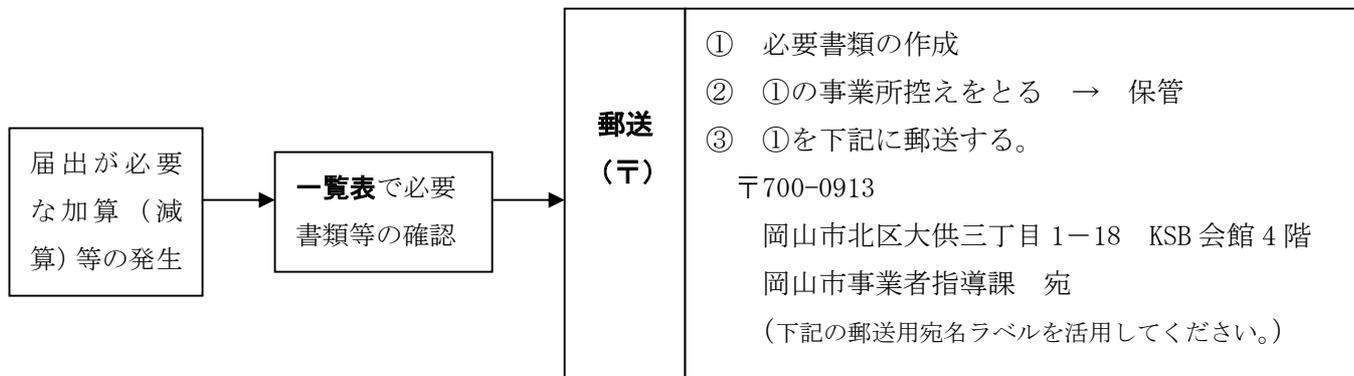 届出が必要
な加算（減
算）等の発生
一覧表で必要
書類等の確認
郵送
（〒）
①　必要書類の作成
②　①の事業所控えをとる　→　保管
③　①を下記に郵送する。
〒700-0913
岡山市北区大供三丁目1－18　KSB会館4階
岡山市事業者指導課　宛
（下記の郵送用宛名ラベルを活用してください。）